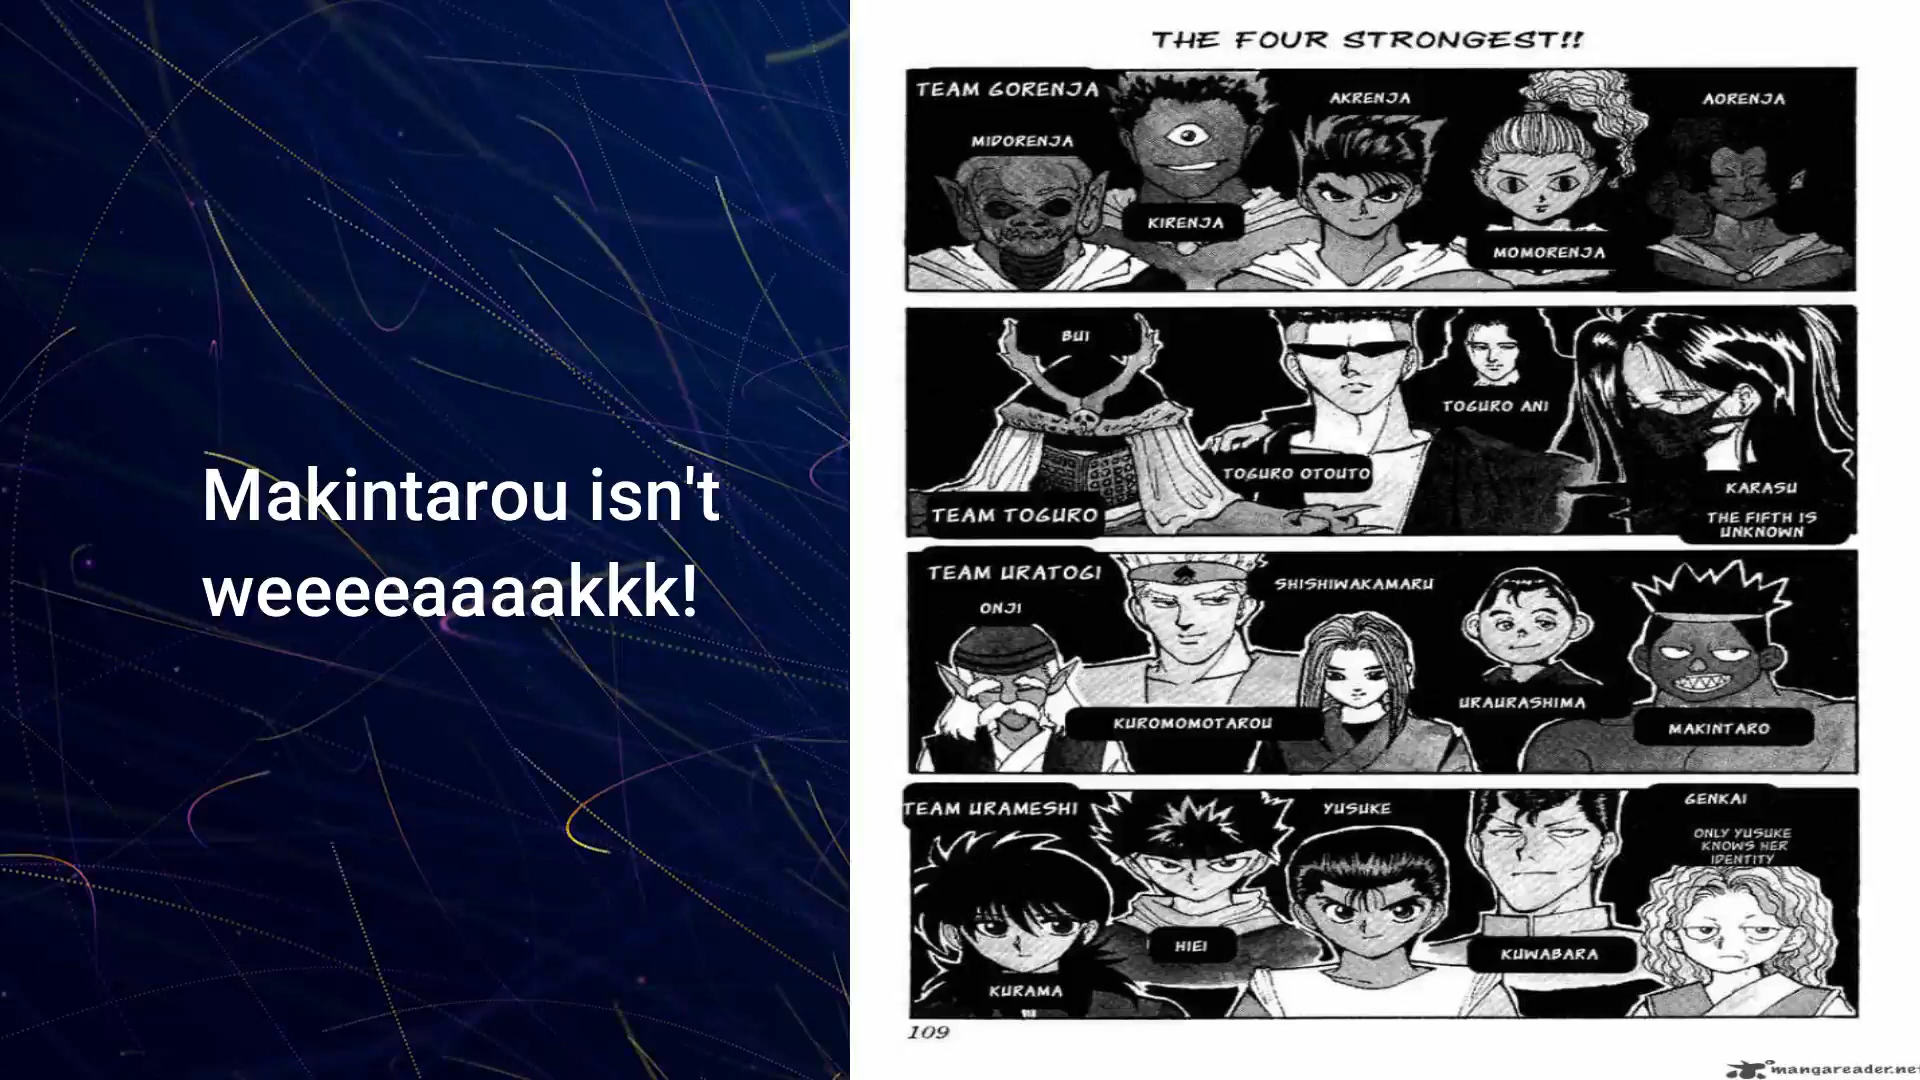 Makintarou isn't
weeeeaaaakkk!
THE FOUR STRONGEST!!
TEAM GORENJA
MIDORENJA
KIRENJA
AKRENJA
MOMORENJA
AORENJA
BUI
TOGURO OTOUTO
TOGURO ANI
KARASU
THE FIFTH IS
UNKNOWN
TEAM TOGURO
TEAM URATOGI
ONJI
KUROMOMOTAROU
SHISHIWAKAMARU
URAURASHIMA
MAKINTARO
TEAM URAMESHI
KURAMA
HIEI
YUSUKE
KUWABARA
GENKAI
ONLY YUSUKE
KNOWS HER
IDENTITY
109
mangareader.net